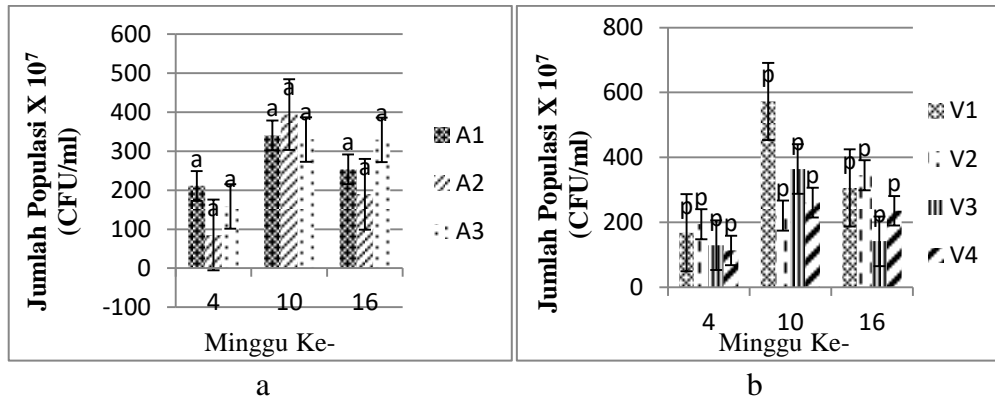 Jumlah Populasi X 10⁷
(CFU/ml)
600
500
400
300
200
100
0
-100
a a a
a a a
a a a
4 10 16
Minggu Ke-
A1
A2
A3
a
Jumlah Populasi X 10⁷
(CFU/ml)
800
600
400
200
0
p p p p
p p p p
p p p p
4 10 16
Minggu Ke-
V1
V2
V3
V4
b